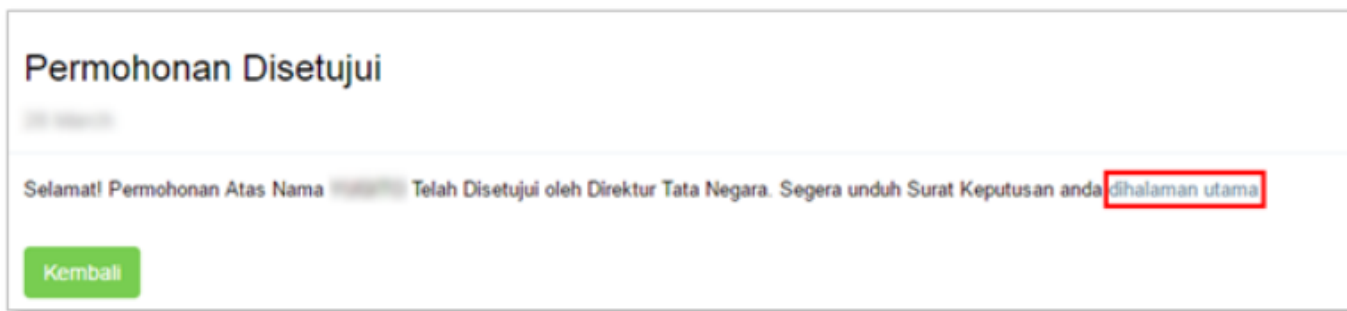 Permohonan Disetujui
Selamat! Permohonan Atas Nama Telah Disetujui oleh Direktur Tata Negara. Segera unduh Surat Keputusan anda dihalaman utama
Kembali